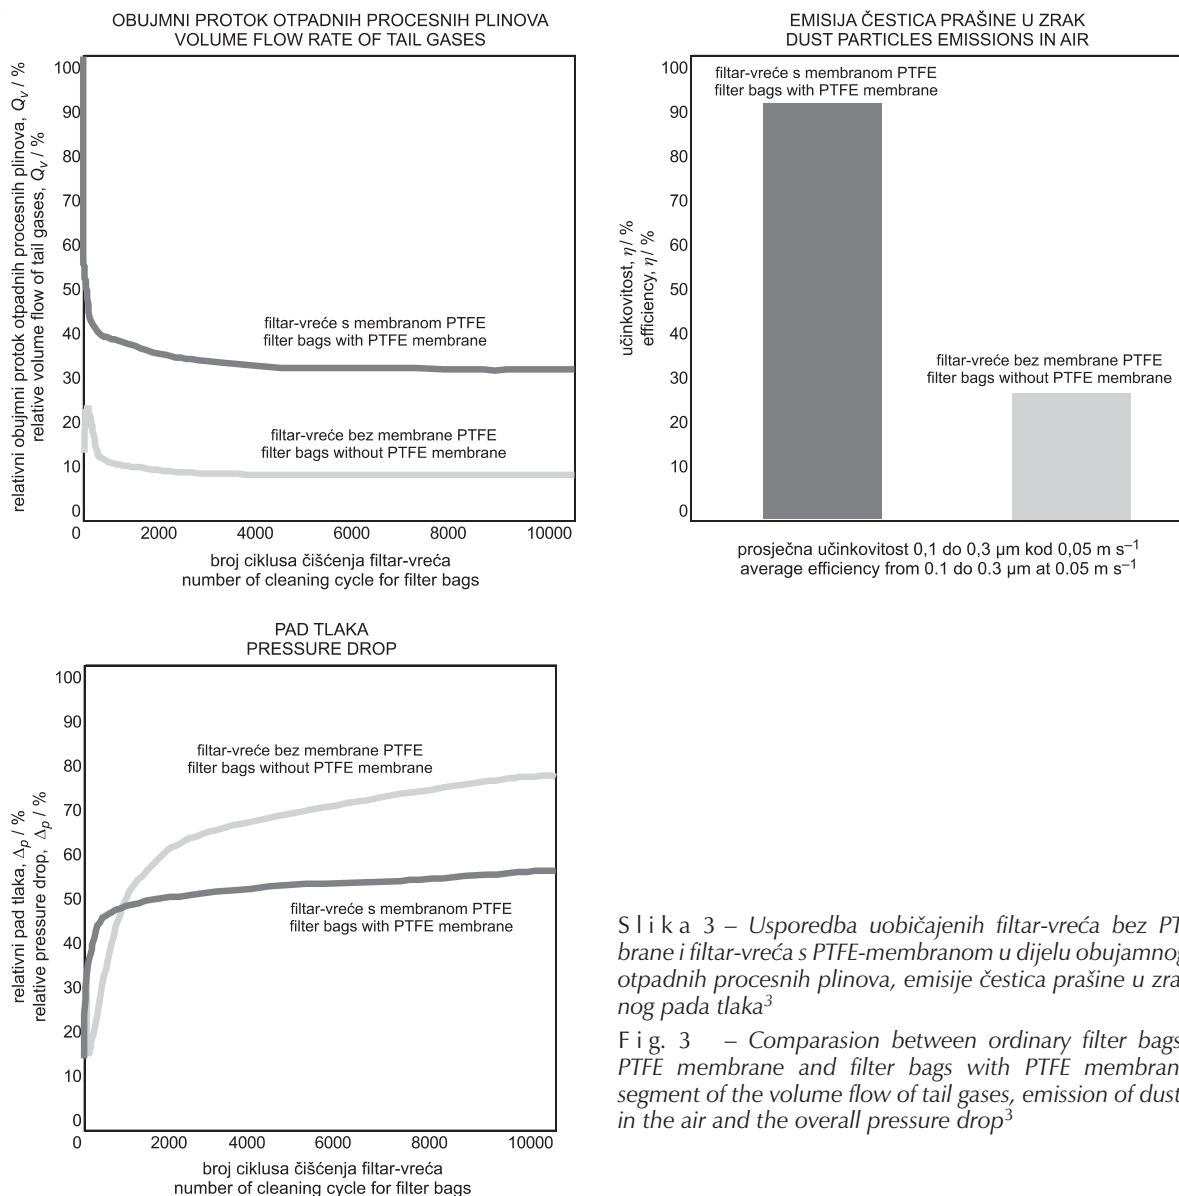 OBUJMNI PROTOK OTPADNIH PROCESNIH PLINOVA
VOLUME FLOW RATE OF TAIL GASES
relativni obujmni protok otpadnih procesnih plinova, Qv / %
relative volume flow of tail gases, Qv / %
100
90
80
70
60
50
40
30
20
10
0
filtar-vreće s membranom PTFE
filter bags with PTFE membrane
filtar-vreće bez membrane PTFE
filter bags without PTFE membrane
0 2000 4000 6000 8000 10000
broj ciklusa čišćenja filtar-vreća
number of cleaning cycle for filter bags
EMISIJA ČESTICA PRAŠINE U ZRAK
DUST PARTICLES EMISSIONS IN AIR
učinkovitost, η / %
efficiency, η / %
100
90
80
70
60
50
40
30
20
10
0
filtar-vreće s membranom PTFE
filter bags with PTFE membrane
filtar-vreće bez membrane PTFE
filter bags without PTFE membrane
prosječna učinkovitost 0,1 do 0,3 µm kod 0,05 m s⁻¹
average efficiency from 0.1 do 0.3 µm at 0.05 m s⁻¹
PAD TLAKA
PRESSURE DROP
relativni pad tlaka, Δp / %
relative pressure drop, Δp / %
100
90
80
70
60
50
40
30
20
10
0
filtar-vreće bez membrane PTFE
filter bags without PTFE membrane
filtar-vreće s membranom PTFE
filter bags with PTFE membrane
0 2000 4000 6000 8000 10000
broj ciklusa čišćenja filtar-vreća
number of cleaning cycle for filter bags
Slika 3 – Usporedba uobičajenih filtar-vreća bez PT
brane i filtar-vreća s PTFE-membranom u dijelu obujamnog
otpadnih procesnih plinova, emisije čestica prašine u zra
nog pada tlaka³
Fig. 3 – Comparasion between ordinary filter bags
PTFE membrane and filter bags with PTFE membran
segment of the volume flow of tail gases, emission of dust
in the air and the overall pressure drop³